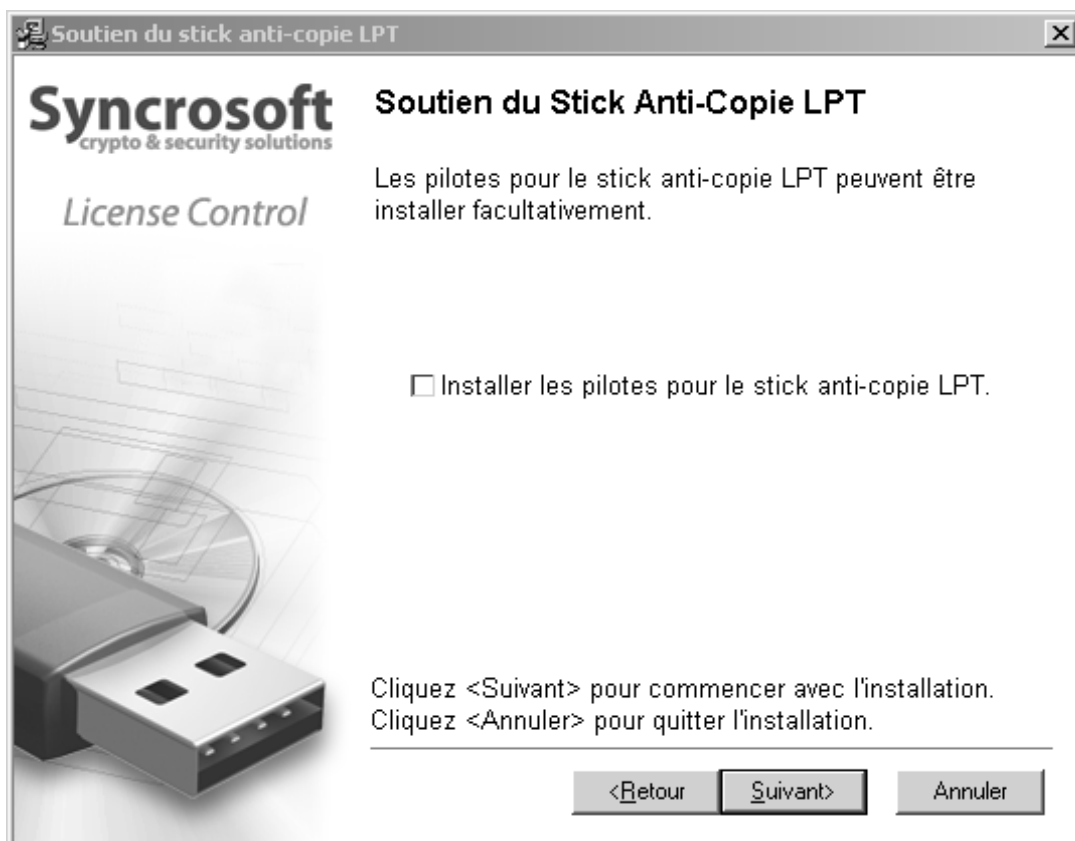 Soutien du stick anti-copie LPT
Syncrosoft
crypto & security solutions
License Control
Soutien du Stick Anti-Copie LPT
Les pilotes pour le stick anti-copie LPT peuvent être
installer facultativement.
Installer les pilotes pour le stick anti-copie LPT.
Cliquez <Suivant> pour commencer avec l'installation.
Cliquez <Annuler> pour quitter l'installation.
<Retour
Suivant>
Annuler